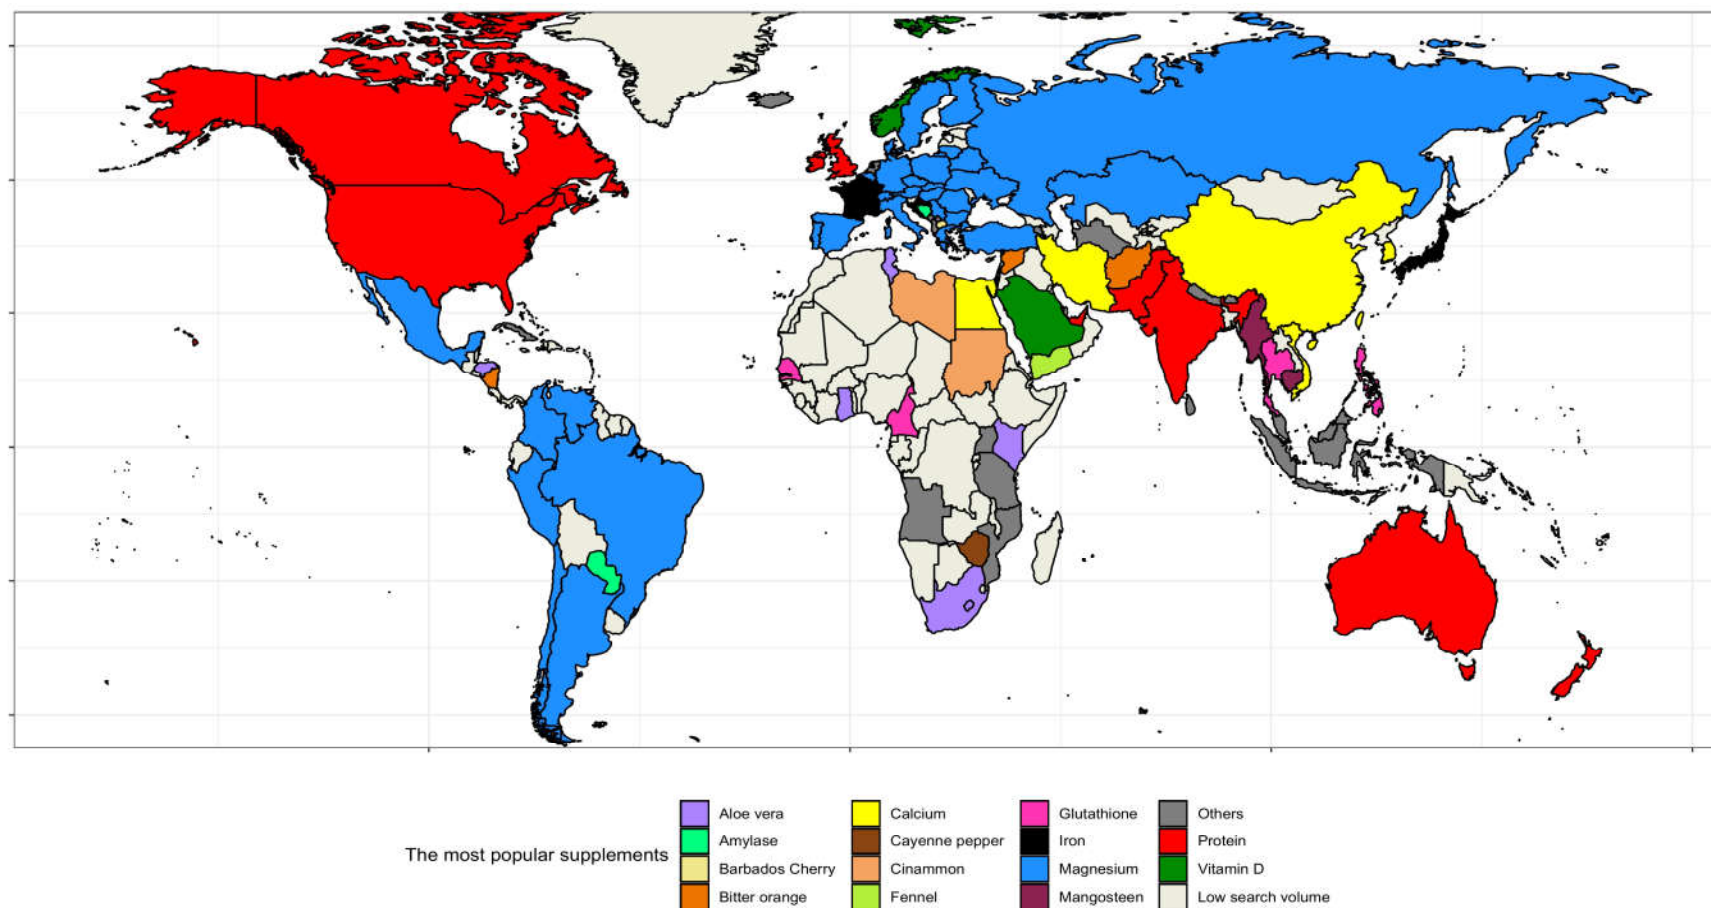 The most popular supplements
Aloe vera
Amylase
Barbados Cherry
Bitter orange
Calcium
Cayenne pepper
Cinammon
Fennel
Glutathione
Iron
Magnesium
Mangosteen
Others
Protein
Vitamin D
Low search volume